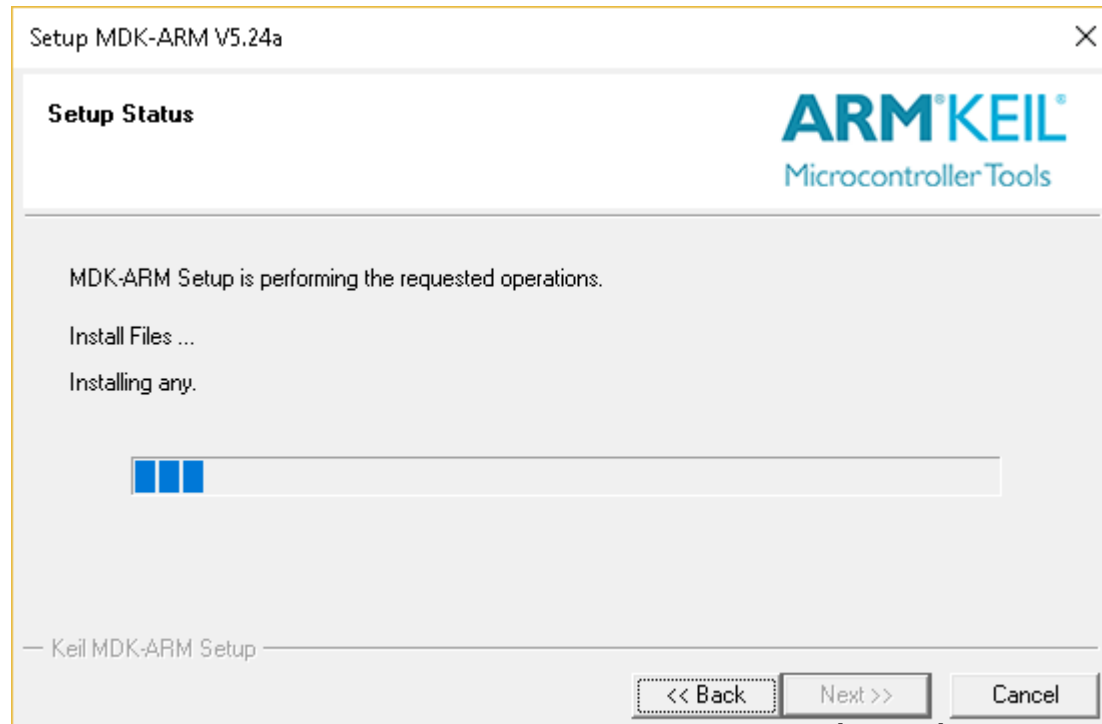 Setup MDK-ARM V5.24a
Setup Status
ARM®KEIL®
Microcontroller Tools
MDK-ARM Setup is performing the requested operations.
Install Files ...
Installing any.
Keil MDK-ARM Setup
<< Back
Next >>
Cancel